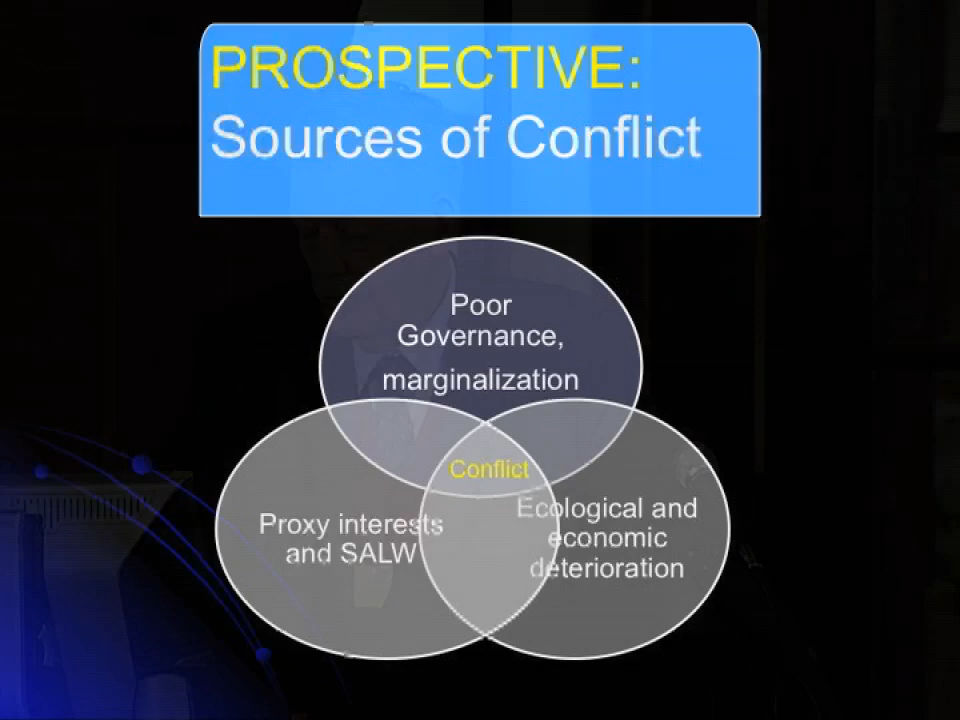 PROSPECTIVE:
Sources of Conflict
Poor
Governance,
marginalization
Conflict
Proxy interests
and SALW
Ecological and
economic
deterioration